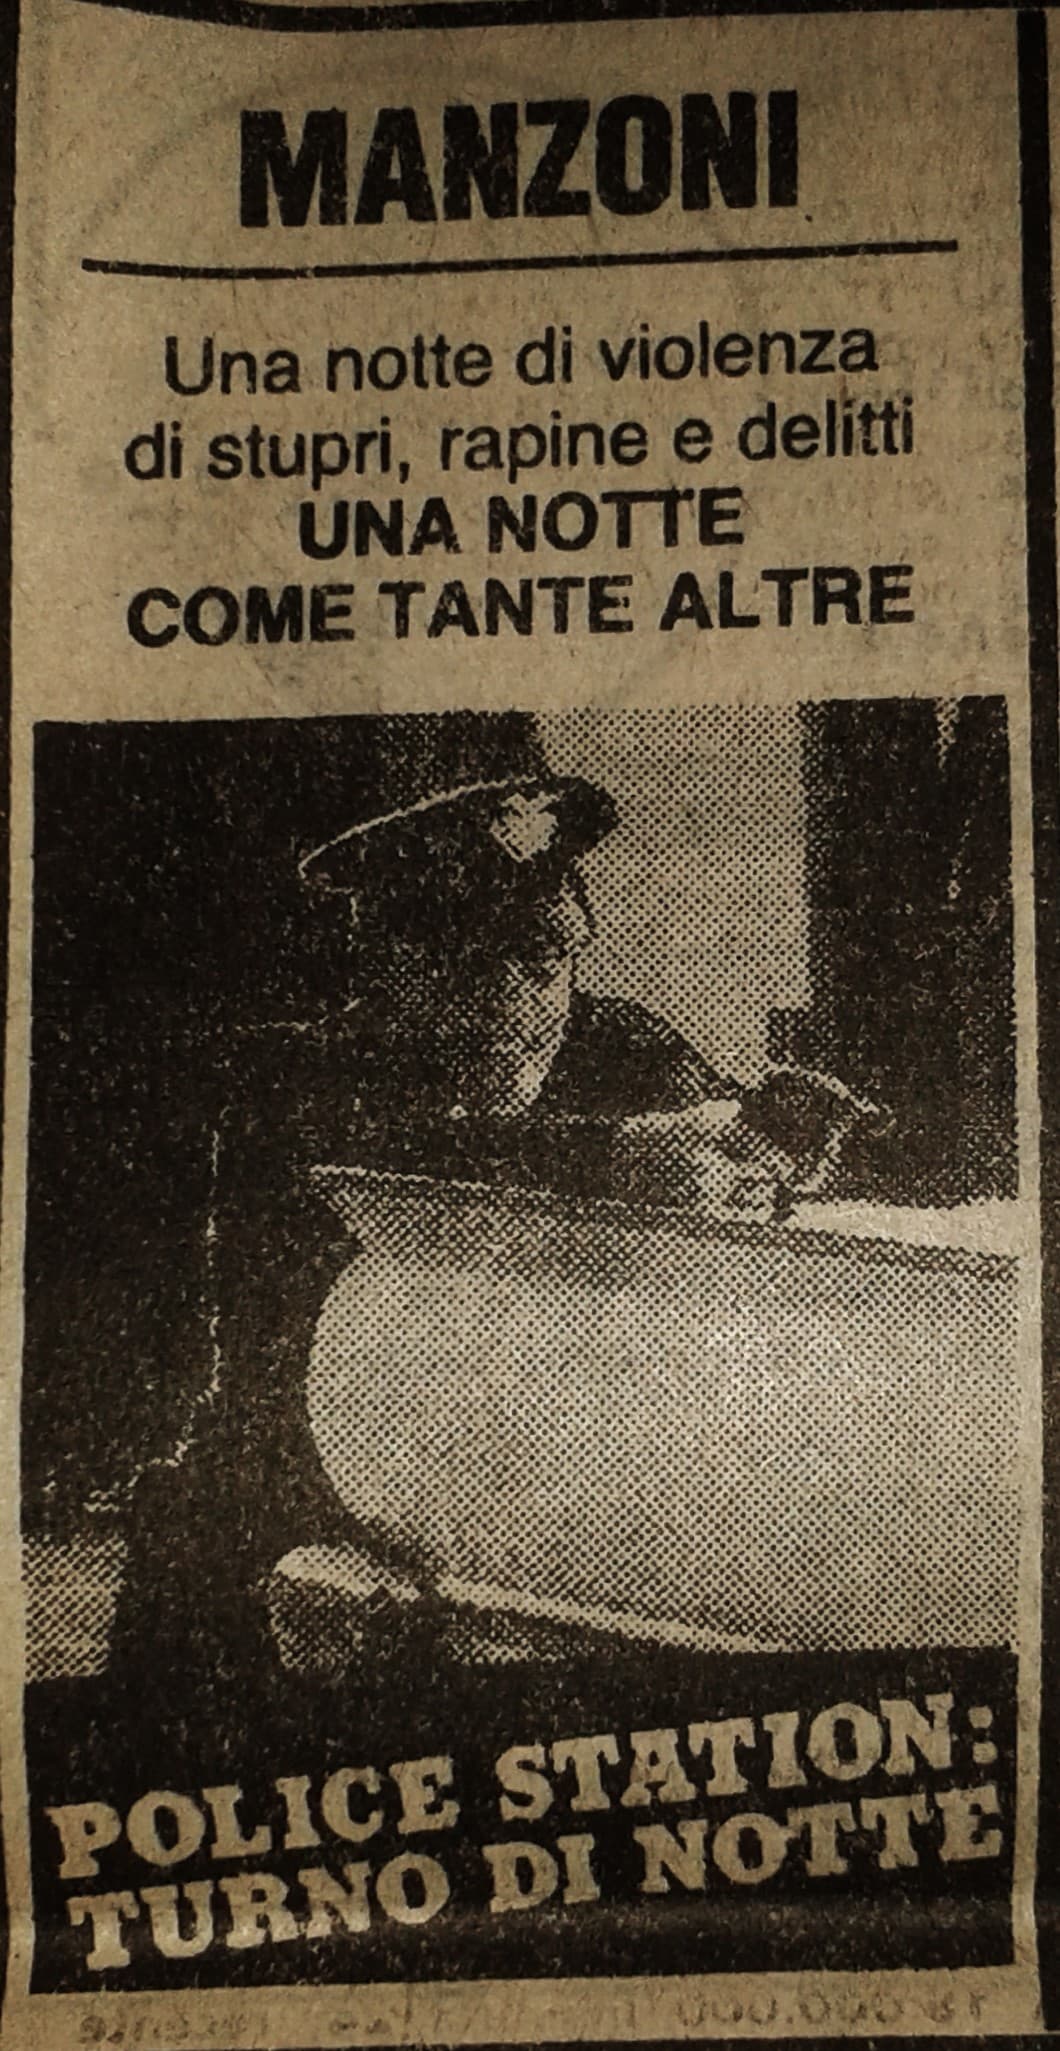 MANZONI
Una notte di violenza
di stupri, rapine e delitti
UNA NOTTE
COME TANTE ALTRE
POLICE STATION:
TURNO DI NOTTE